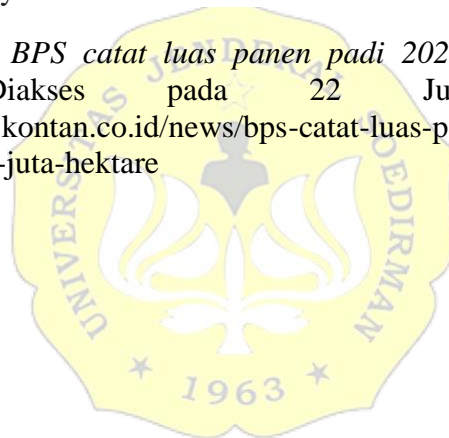 BPS catat luas panen padi 202
Diakses pada 22 Ju
kontan.co.id/news/bps-catat-luas-p
-juta-hektare
UNIVERSITAS JENDERAL SOEDIRMAN
* 1963 *